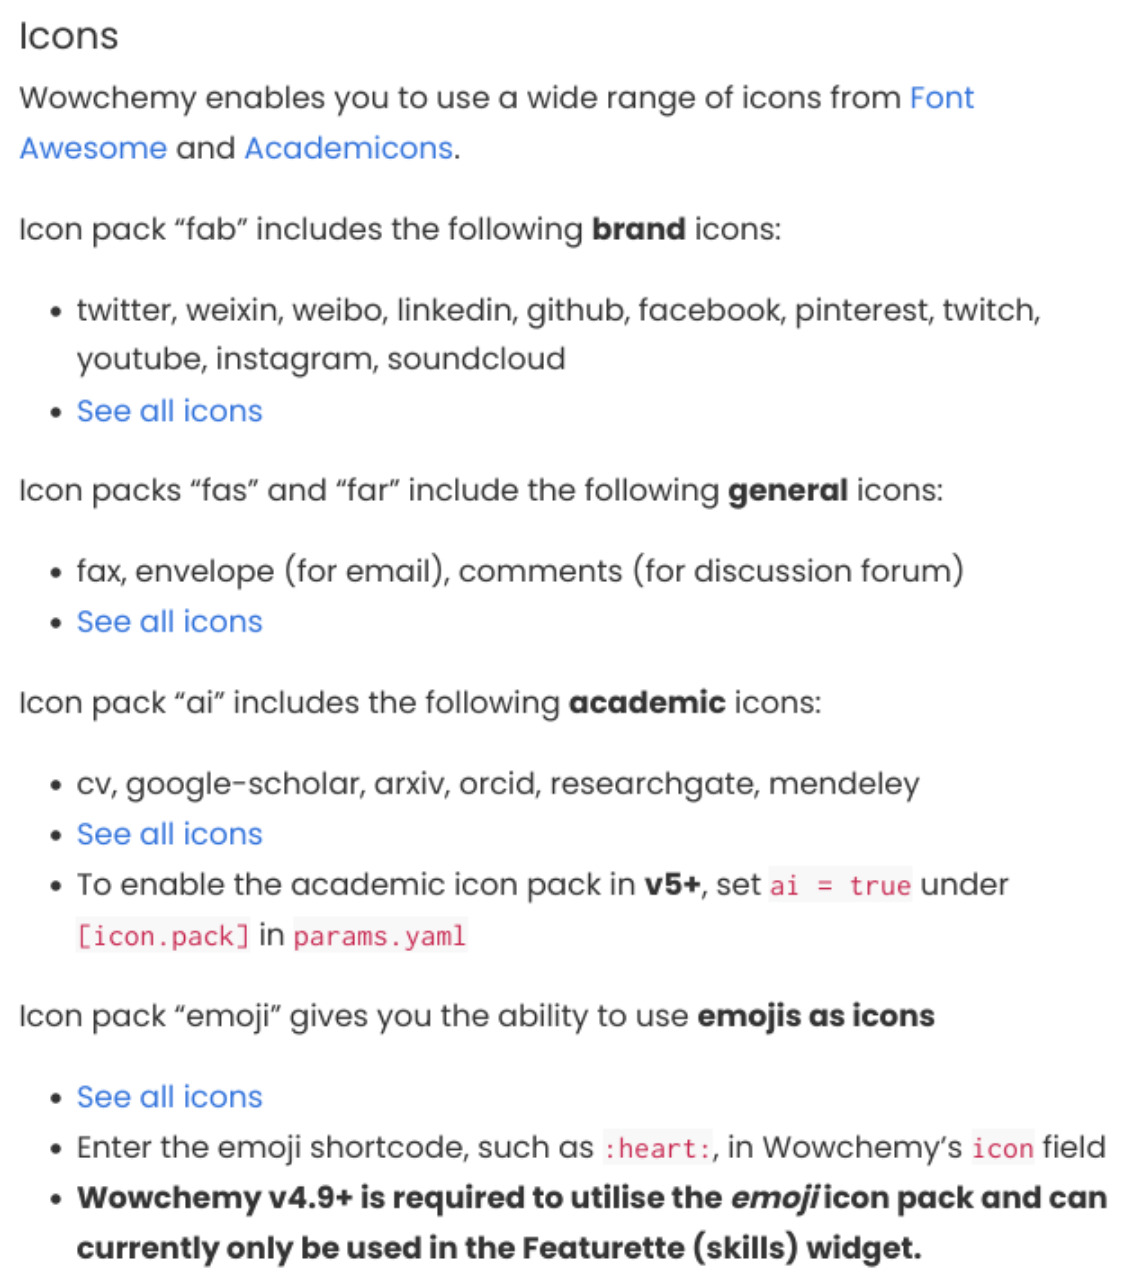 Icons
Wowchemy enables you to use a wide range of icons from Font
Awesome and Academicons.
Icon pack “fab” includes the following brand icons:
• twitter, weixin, weibo, linkedin, github, facebook, pinterest, twitch,
youtube, instagram, soundcloud
• See all icons
Icon packs “fas” and “far” include the following general icons:
• fax, envelope (for email), comments (for discussion forum)
• See all icons
Icon pack “ai” includes the following academic icons:
• cv, google-scholar, arxiv, orcid, researchgate, mendeley
• See all icons
• To enable the academic icon pack in v5+, set ai = true under
[icon.pack] in params.yaml
Icon pack “emoji” gives you the ability to use emojis as icons
• See all icons
• Enter the emoji shortcode, such as :heart:, in Wowchemy’s icon field
• Wowchemy v4.9+ is required to utilise the emoji icon pack and can
currently only be used in the Featurette (skills) widget.